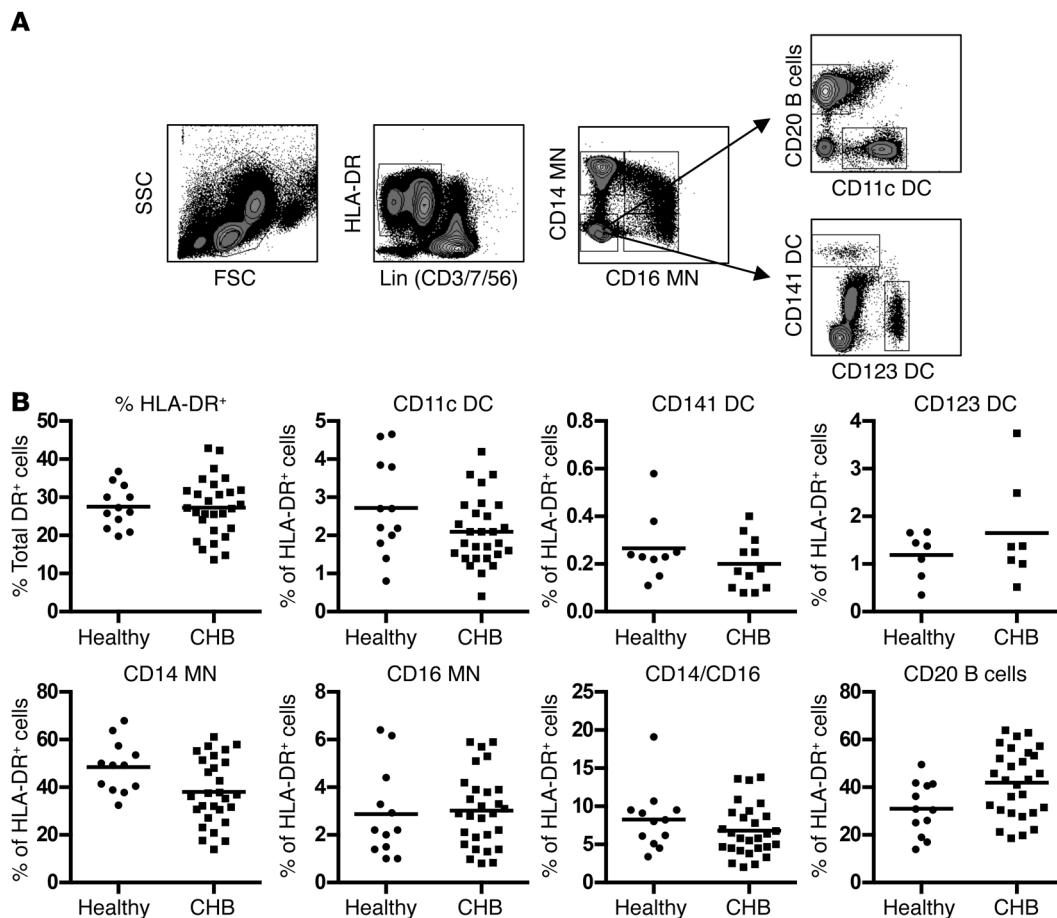 A
SSC
FSC
HLA-DR
Lin (CD3/7/56)
CD14 MN
CD16 MN
CD20 B cells
CD11c DC
CD141 DC
CD123 DC
B
% HLA-DR⁺
% Total DR⁺ cells
50
40
30
20
10
0
Healthy CHB
CD11c DC
% of HLA-DR⁺ cells
5
4
3
2
1
0
Healthy CHB
CD141 DC
% of HLA-DR⁺ cells
0.8
0.6
0.4
0.2
0.0
Healthy CHB
CD123 DC
% of HLA-DR⁺ cells
4
3
2
1
0
Healthy CHB
CD14 MN
% of HLA-DR⁺ cells
80
60
40
20
0
Healthy CHB
CD16 MN
% of HLA-DR⁺ cells
8
6
4
2
0
Healthy CHB
CD14/CD16
% of HLA-DR⁺ cells
25
20
15
10
5
0
Healthy CHB
CD20 B cells
% of HLA-DR⁺ cells
80
60
40
20
0
Healthy CHB